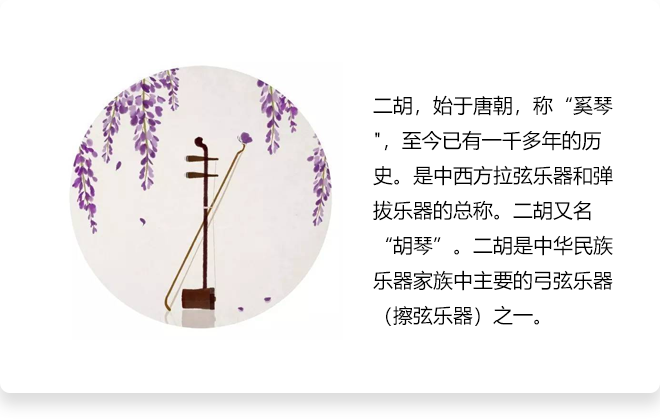 二胡，始于唐朝，称“奚琴
"，至今已有一千多年的历
史。是中西方拉弦乐器和弹
拔乐器的总称。二胡又名
“胡琴”。二胡是中华民族
乐器家族中主要的弓弦乐器
（擦弦乐器）之一。